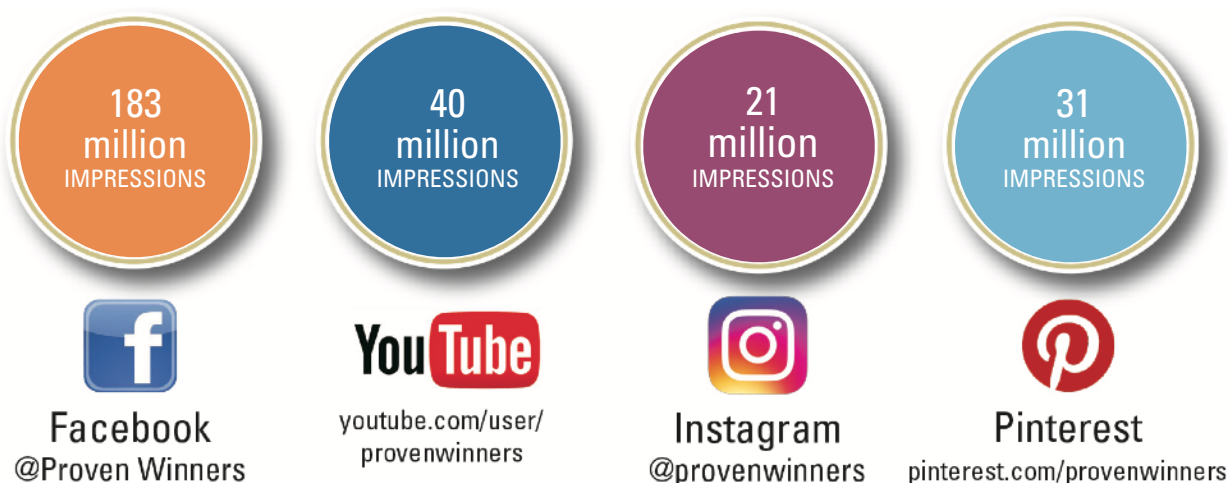 183
million
IMPRESSIONS
40
million
IMPRESSIONS
21
million
IMPRESSIONS
31
million
IMPRESSIONS
f
YouTube
Facebook
@Proven Winners
youtube.com/user/
provenwinners
Instagram
@provenwinners
Pinterest
pinterest.com/provenwinners